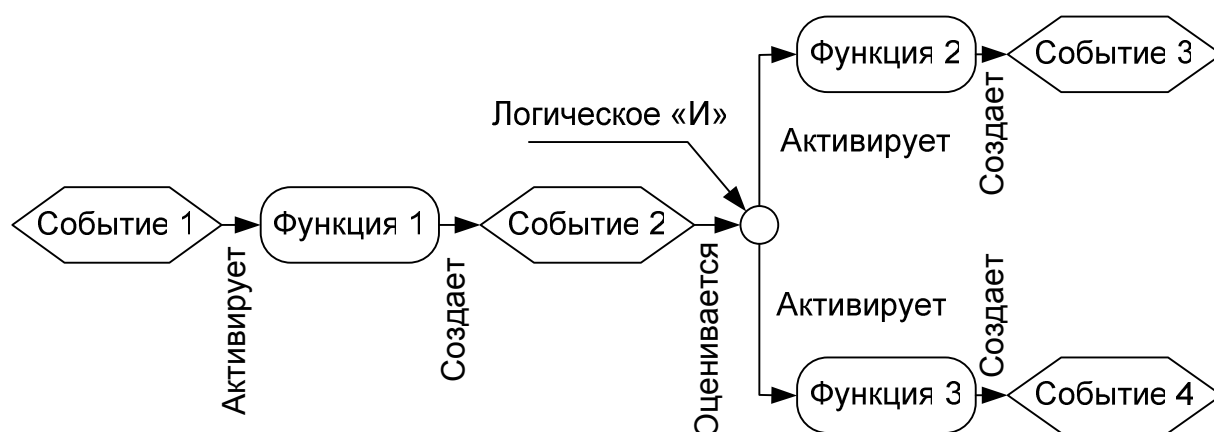 Функция 2
Событие 3
Создает
Логическое «И»
Активирует
Событие 1
Функция 1
Событие 2
Активирует
Создает
Оценивается
Активирует
Создает
Функция 3
Событие 4